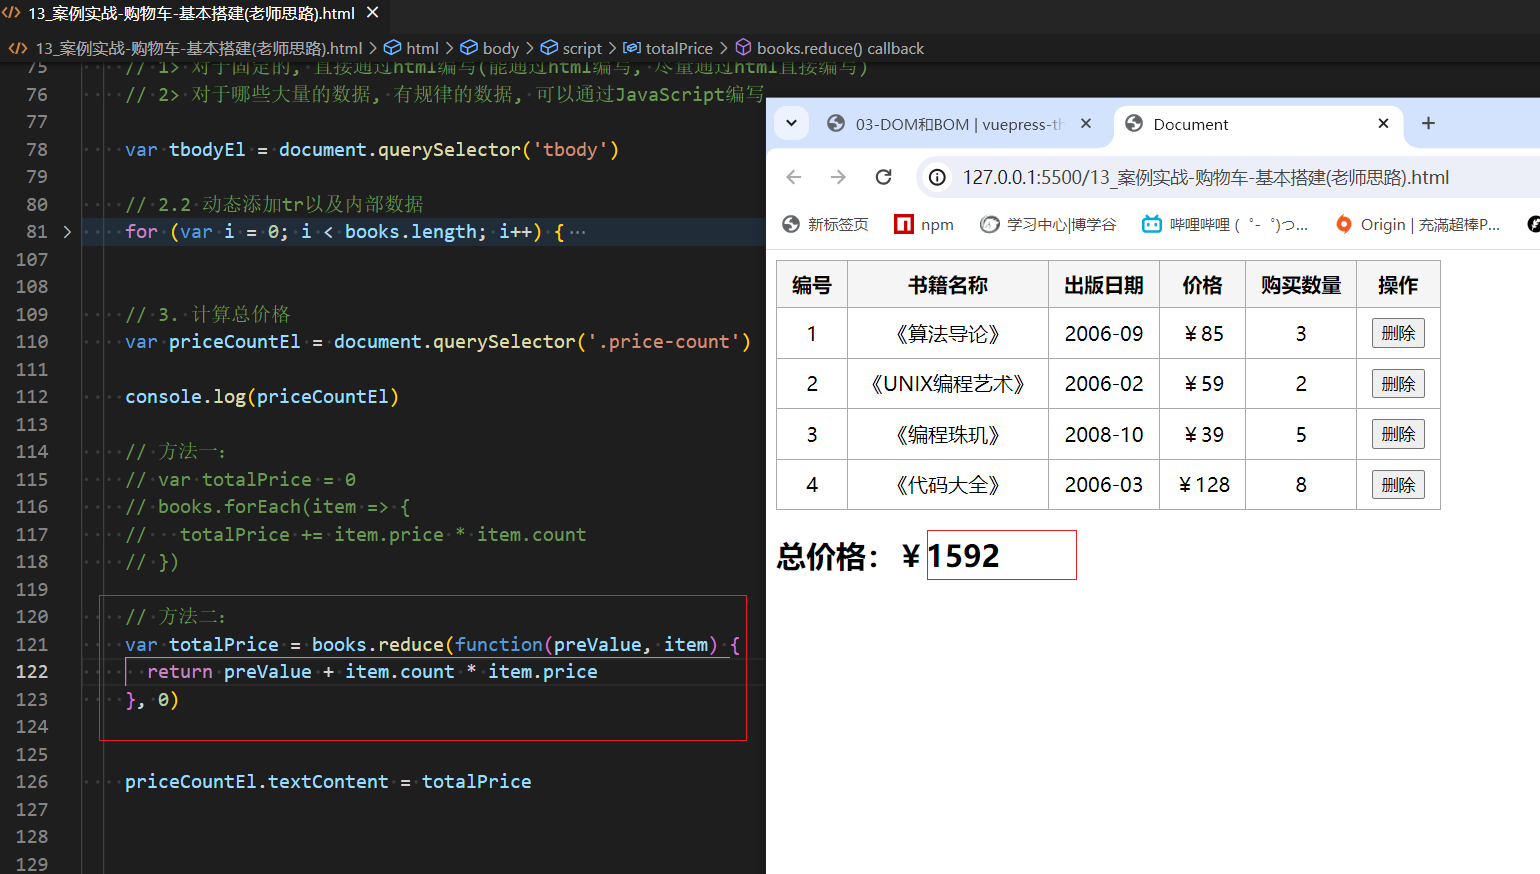 13_案例实战-购物车-基本搭建(老师思路).html
13_案例实战-购物车-基本搭建(老师思路).html > html > body > script > totalPrice > books.reduce() callback
75 // 1> 对于固定的, 直接通过html编写(能通过html编写, 尽量通过html直接编写)
76 // 2> 对于哪些大量的数据, 有规律的数据, 可以通过JavaScript编写
77
78 var tbodyEl = document.querySelector('tbody')
79
80 // 2.2 动态添加tr以及内部数据
81 for (var i = 0; i < books.length; i++) { …
107
108
109 // 3. 计算总价格
110 var priceCountEl = document.querySelector('.price-count')
111
112 console.log(priceCountEl)
113
114 // 方法一:
115 // var totalPrice = 0
116 // books.forEach(item => {
117 //   totalPrice += item.price * item.count
118 // })
119
120 // 方法二:
121 var totalPrice = books.reduce(function(preValue, item) {
122   return preValue + item.count * item.price
123 }, 0)
124
125
126 priceCountEl.textContent = totalPrice
127
128
129
03-DOM和BOM | vuepress-th
Document
127.0.0.1:5500/13_案例实战-购物车-基本搭建(老师思路).html
新标签页 npm 学习中心|博学谷 哔哩哔哩 (゜-゜)つ... Origin | 充满超棒P...
编号 书籍名称 出版日期 价格 购买数量 操作
1 《算法导论》 2006-09 ￥85 3 删除
2 《UNIX编程艺术》 2006-02 ￥59 2 删除
3 《编程珠玑》 2008-10 ￥39 5 删除
4 《代码大全》 2006-03 ￥128 8 删除
总价格：￥1592